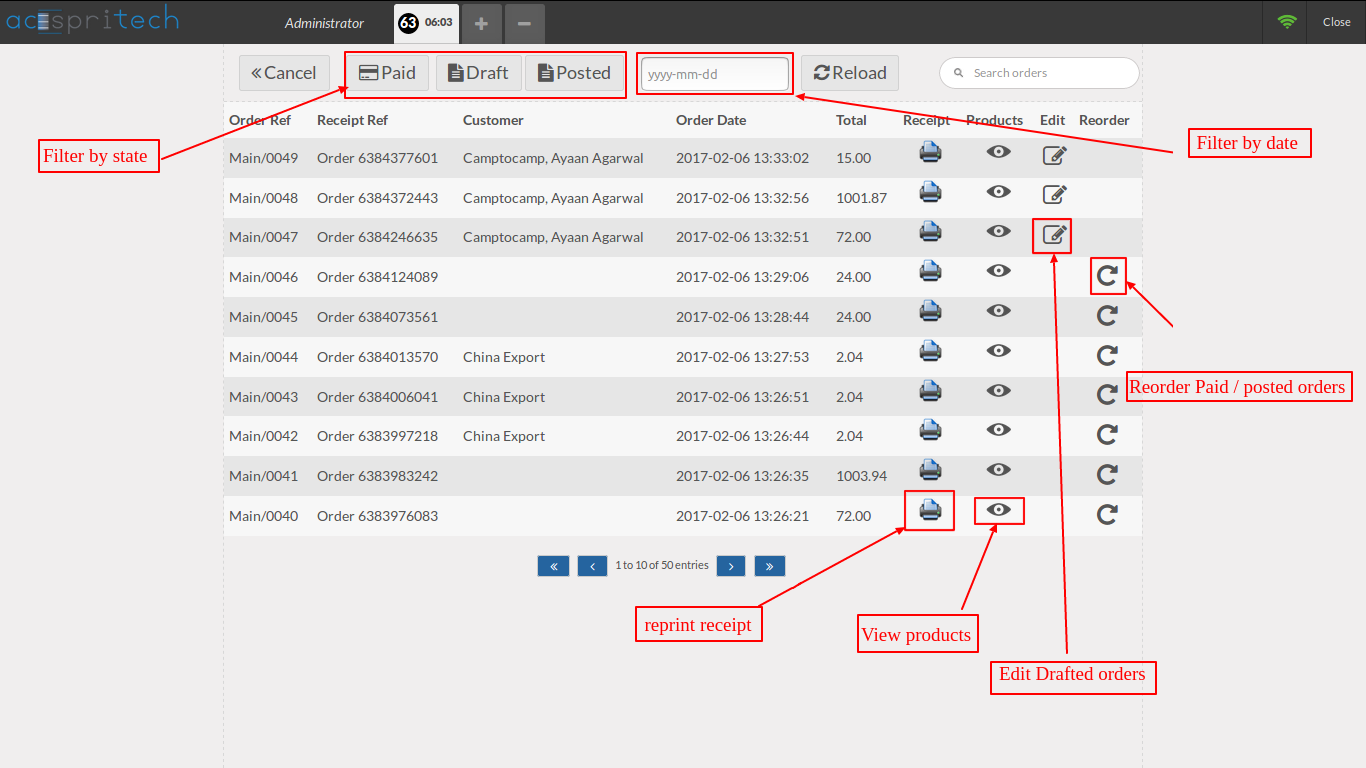 acespritech Administrator 63 06:03 + − Close
Cancel Paid Draft Posted yyyy-mm-dd Reload Search orders
Order Ref Receipt Ref Customer Order Date Total Receipt Products Edit Reorder
Filter by state
Filter by date
Main/0049 Order 6384377601 Camptocamp, Ayaan Agarwal 2017-02-06 13:33:02 15.00
Main/0048 Order 6384372443 Camptocamp, Ayaan Agarwal 2017-02-06 13:32:56 1001.87
Main/0047 Order 6384246635 Camptocamp, Ayaan Agarwal 2017-02-06 13:32:51 72.00
Main/0046 Order 6384124089 2017-02-06 13:29:06 24.00
Main/0045 Order 6384073561 2017-02-06 13:28:44 24.00
Main/0044 Order 6384013570 China Export 2017-02-06 13:27:53 2.04
Reorder Paid / posted orders
Main/0043 Order 6384006041 China Export 2017-02-06 13:26:51 2.04
Main/0042 Order 6383997218 China Export 2017-02-06 13:26:44 2.04
Main/0041 Order 6383983242 2017-02-06 13:26:35 1003.94
Main/0040 Order 6383976083 2017-02-06 13:26:21 72.00
« ‹ 1 to 10 of 50 entries › »
reprint receipt
View products
Edit Drafted orders